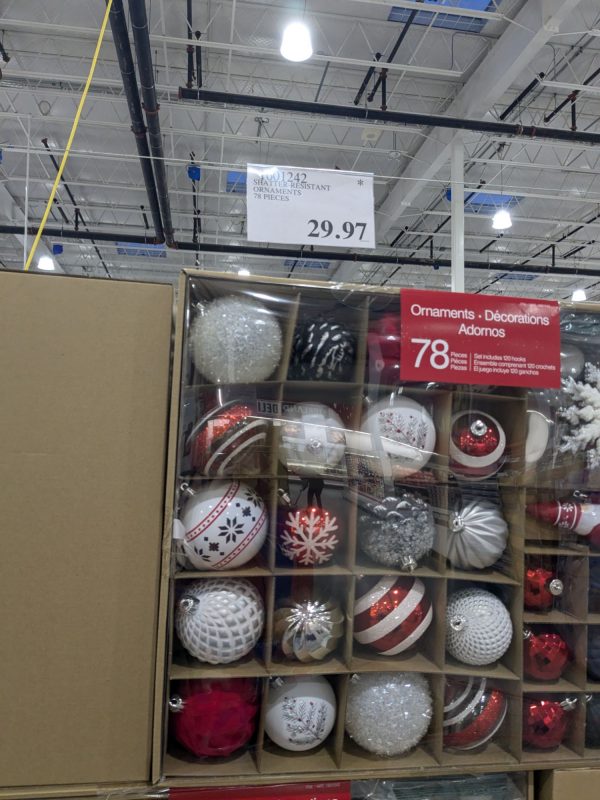 1001242 *
SHATTER RESISTANT
ORNAMENTS
78 PIECES
29.97
Ornaments • Décorations
Adornos
78 Pieces
Pièces
Piezas
Set includes 120 hooks
Ensemble comprenant 120 crochets
El juego incluye 120 ganchos